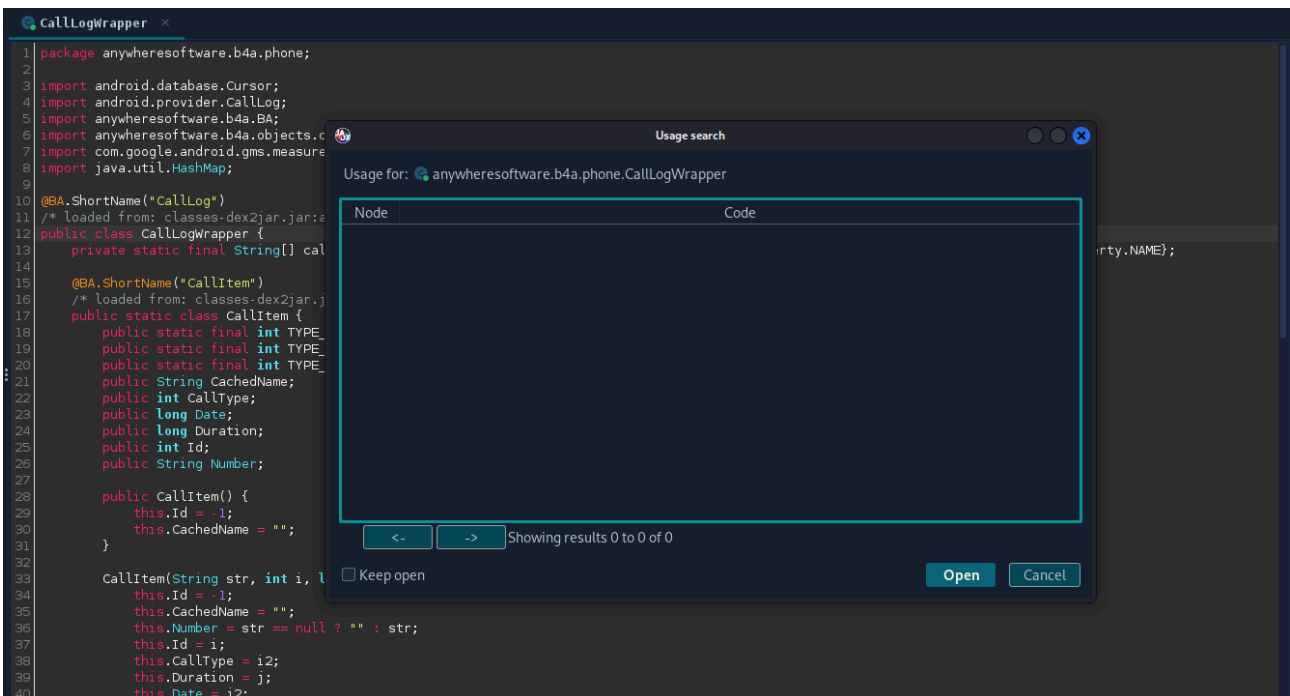 CallLogWrapper ×
1 package anywheresoftware.b4a.phone;
2
3 import android.database.Cursor;
4 import android.provider.CallLog;
5 import anywheresoftware.b4a.BA;
6 import anywheresoftware.b4a.objects.c
7 import com.google.android.gms.measure
8 import java.util.HashMap;
9
10 @BA.ShortName("CallLog")
11 /* loaded from: classes-dex2jar.jar:a
12 public class CallLogWrapper {
13 private static final String[] cal rty.NAME};
14
15 @BA.ShortName("CallItem")
16 /* loaded from: classes-dex2jar.j
17 public static class CallItem {
18 public static final int TYPE_
19 public static final int TYPE_
20 public static final int TYPE_
21 public String CachedName;
22 public int CallType;
23 public long Date;
24 public long Duration;
25 public int Id;
26 public String Number;
27
28 public CallItem() {
29 this.Id = -1;
30 this.CachedName = "";
31 }
32
33 CallItem(String str, int i, l
34 this.Id = -1;
35 this.CachedName = "";
36 this.Number = str == null ? "" : str;
37 this.Id = i;
38 this.CallType = i2;
39 this.Duration = j;
40 this.Date = j2;
Usage search
Usage for: anywheresoftware.b4a.phone.CallLogWrapper
Node Code
<- -> Showing results 0 to 0 of 0
Keep open Open Cancel